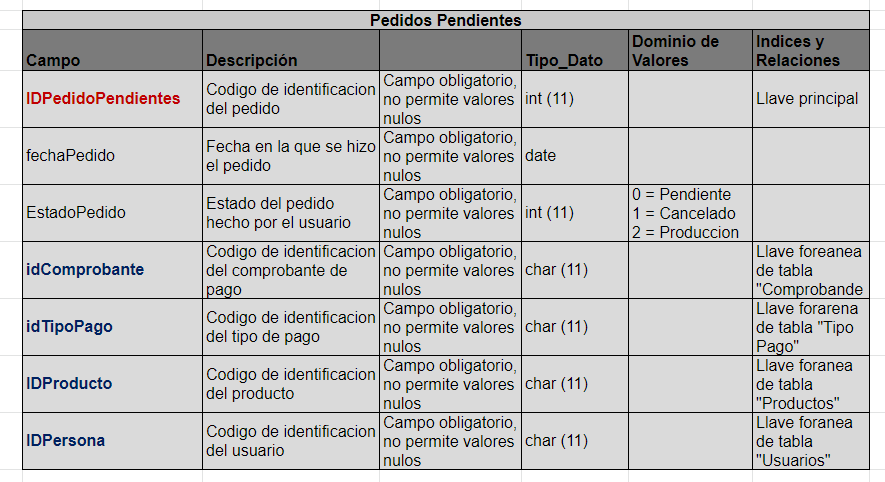 Pedidos Pendientes
Campo
Descripción
Tipo_Dato
Dominio de
Valores
Indices y
Relaciones
IDPedidoPendientes
Codigo de identificacion
del pedido
Campo obligatorio,
no permite valores
nulos
int (11)
Llave principal
fechaPedido
Fecha en la que se hizo
el pedido
Campo obligatorio,
no permite valores
nulos
date
EstadoPedido
Estado del pedido
hecho por el usuario
Campo obligatorio,
no permite valores
nulos
int (11)
0 = Pendiente
1 = Cancelado
2 = Produccion
idComprobante
Codigo de identificacion
del comprobante de
pago
Campo obligatorio,
no permite valores
nulos
char (11)
Llave foreanea
de tabla
"Comprobande
idTipoPago
Codigo de identificacion
del tipo de pago
Campo obligatorio,
no permite valores
nulos
char (11)
Llave forarena
de tabla "Tipo
Pago"
IDProducto
Codigo de identificacion
del producto
Campo obligatorio,
no permite valores
nulos
char (11)
Llave foranea
de tabla
"Productos"
IDPersona
Codigo de identificacion
del usuario
Campo obligatorio,
no permite valores
nulos
char (11)
Llave foranea
de tabla
"Usuarios"